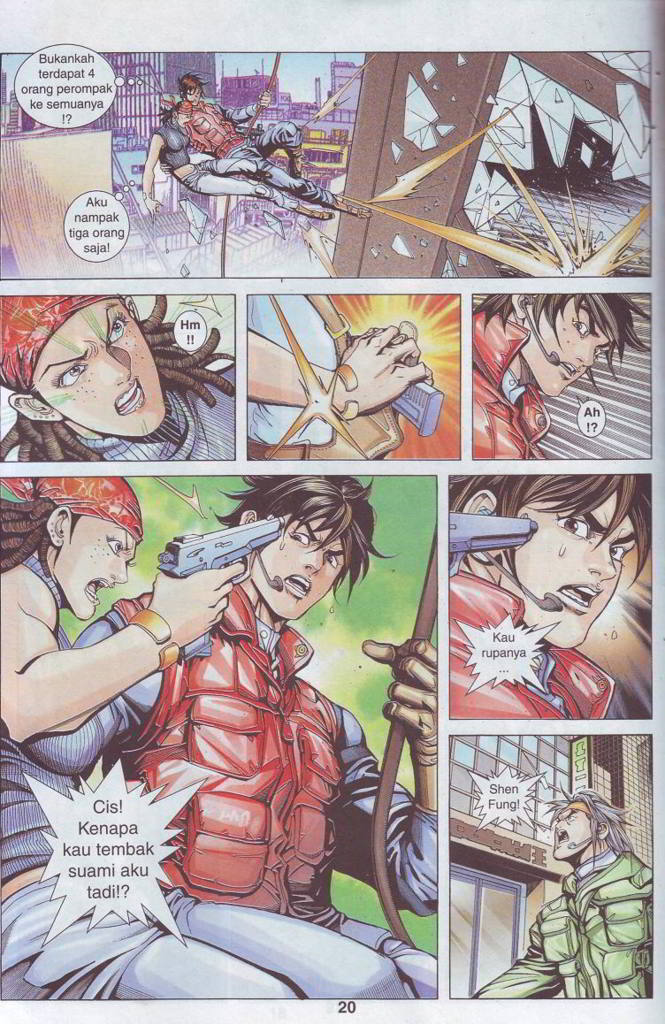 Bukankah
terdapat 4
orang perompak
ke semuanya
!?
Aku
nampak
tiga orang
saja!
Hm
!!
Ah
!?
Cis!
Kenapa
kau tembak
suami aku
tadi!?
Kau
rupanya
...
Shen
Fung!
20